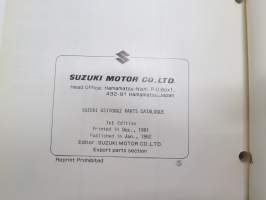 SUZUKI MOTOR CO.,LTD.
Head Office: Hamamatsu-Nishi, P.O.Box1,
432-91 Hamamatsu, Japan
SUZUKI PARTS CATALOGUE
1st Edition
Printed in Dec., 1981
Published in Jan., 1982
Editor: SUZUKI MOTOR CO.,LTD.
Export parts section
Reprint Prohibited